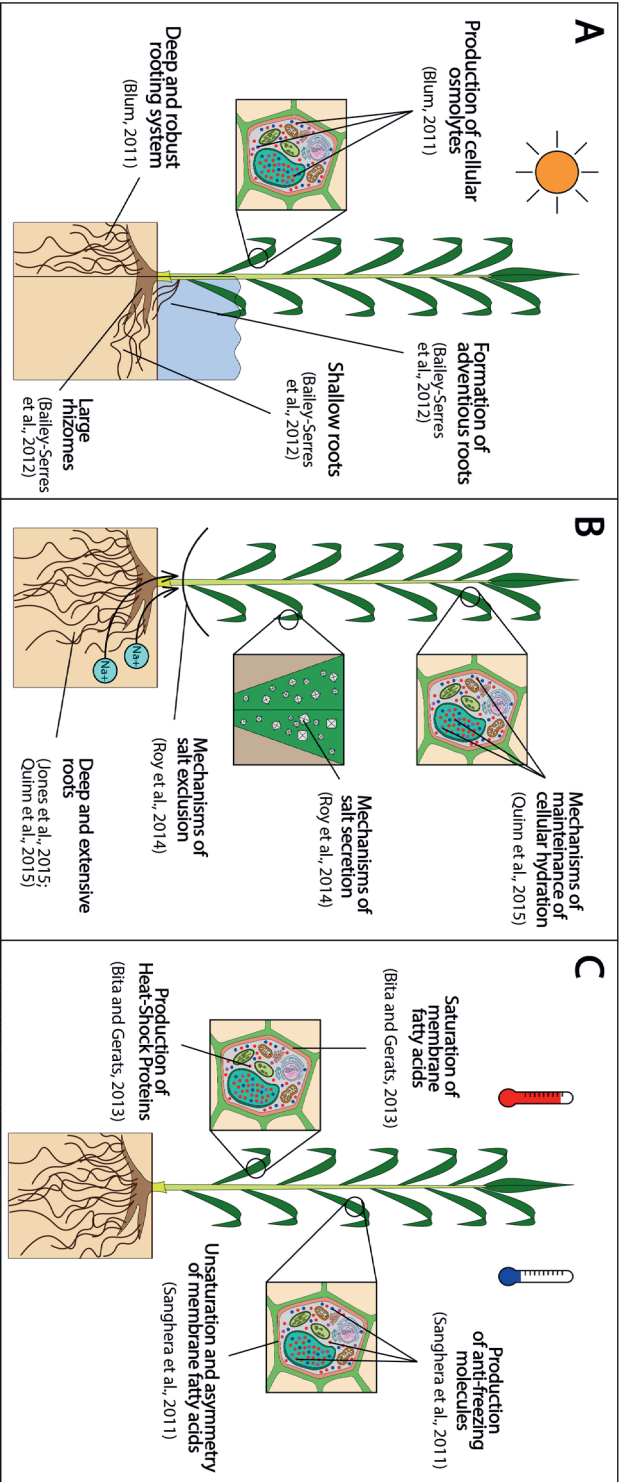 A
Production of cellular
osmolytes
(Blum, 2011)
Deep and robust
rooting system
(Blum, 2011)
Formation of
adventious roots
(Bailey-Serres
et al., 2012)
Shallow roots
(Bailey-Serres
et al., 2012)
Large
rhizomes
(Bailey-Serres
et al., 2012)
B
Mechanisms of
mainteinance of
cellular hydration
(Quinn et al., 2015)
Mechanisms of
salt secretion
(Roy et al., 2014)
Mechanisms of
salt exclusion
(Roy et al., 2014)
Na+
Na+
Deep and extensive
roots
(Jones et al., 2015;
Quinn et al., 2015)
C
Saturation of
membrane
fatty acids
(Bita and Gerats, 2013)
Production of
Heat-Shock Proteins
(Bita and Gerats, 2013)
Production
of anti-freezing
molecules
(Sanghera et al., 2011)
Unsaturation and asymmetry
of membrane fatty acids
(Sanghera et al., 2011)